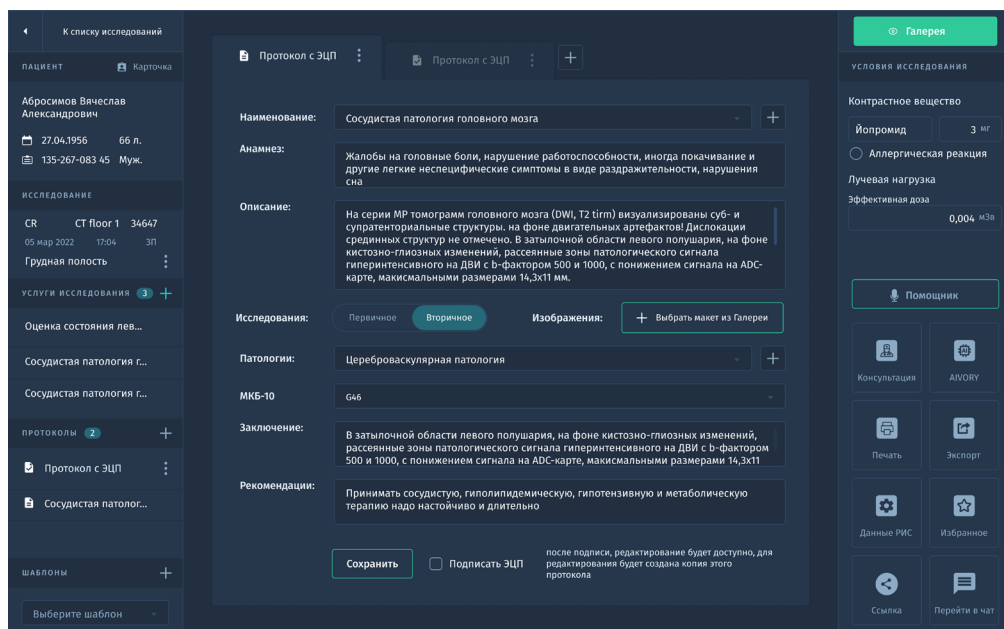 К списку исследований
ПАЦИЕНТ
Карточка
Абросимов Вячеслав
Александрович
27.04.1956 66 л.
135-267-083 45 Муж.
ИССЛЕДОВАНИЕ
CR CT floor 1 34647
05 мар 2022 17:04 ЗП
Грудная полость
УСЛУГИ ИССЛЕДОВАНИЯ 3
Оценка состояния лев...
Сосудистая патология г...
Сосудистая патология г...
ПРОТОКОЛЫ 2
Протокол с ЭЦП
Сосудистая патолог...
ШАБЛОНЫ
Выберите шаблон
Протокол с ЭЦП
Протокол с ЭЦП
Наименование:
Сосудистая патология головного мозга
Анамнез:
Жалобы на головные боли, нарушение работоспособности, иногда покачивание и
другие легкие неспецифические симптомы в виде раздражительности, нарушения
сна
Описание:
На серии МР томограмм головного мозга (DWI, T2 tirm) визуализированы суб- и
супратенториальные структуры. на фоне двигательных артефактов! Дислокации
срединных структур не отмечено. В затылочной области левого полушария, на фоне
кистозно-глиозных изменений, рассеянные зоны патологического сигнала
гиперинтенсивного на ДВИ с b-фактором 500 и 1000, с понижением сигнала на ADC-
карте, макисмальными размерами 14,3х11 мм.
Исследования:
Первичное
Вторичное
Изображения:
Выбрать макет из Галереи
Патологии:
Цереброваскулярная патология
МКБ-10
G46
Заключение:
В затылочной области левого полушария, на фоне кистозно-глиозных изменений,
рассеянные зоны патологического сигнала гиперинтенсивного на ДВИ с b-фактором
500 и 1000, с понижением сигнала на ADC-карте, макисмальными размерами 14,3х11
Рекомендации:
Принимать сосудистую, гиполипидемическую, гипотензивную и метаболическую
терапию надо настойчиво и длительно
Сохранить
Подписать ЭЦП
после подписи, редактирование будет доступно, для
редактирования будет создана копия этого
протокола
Галерея
УСЛОВИЯ ИССЛЕДОВАНИЯ
Контрастное вещество
Йопромид
3 мг
Аллергическая реакция
Лучевая нагрузка
Эффективная доза
0,004 мЗв
Помощник
Консультация
AIVORY
Печать
Экспорт
Данные РИС
Избранное
Ссылка
Перейти в чат